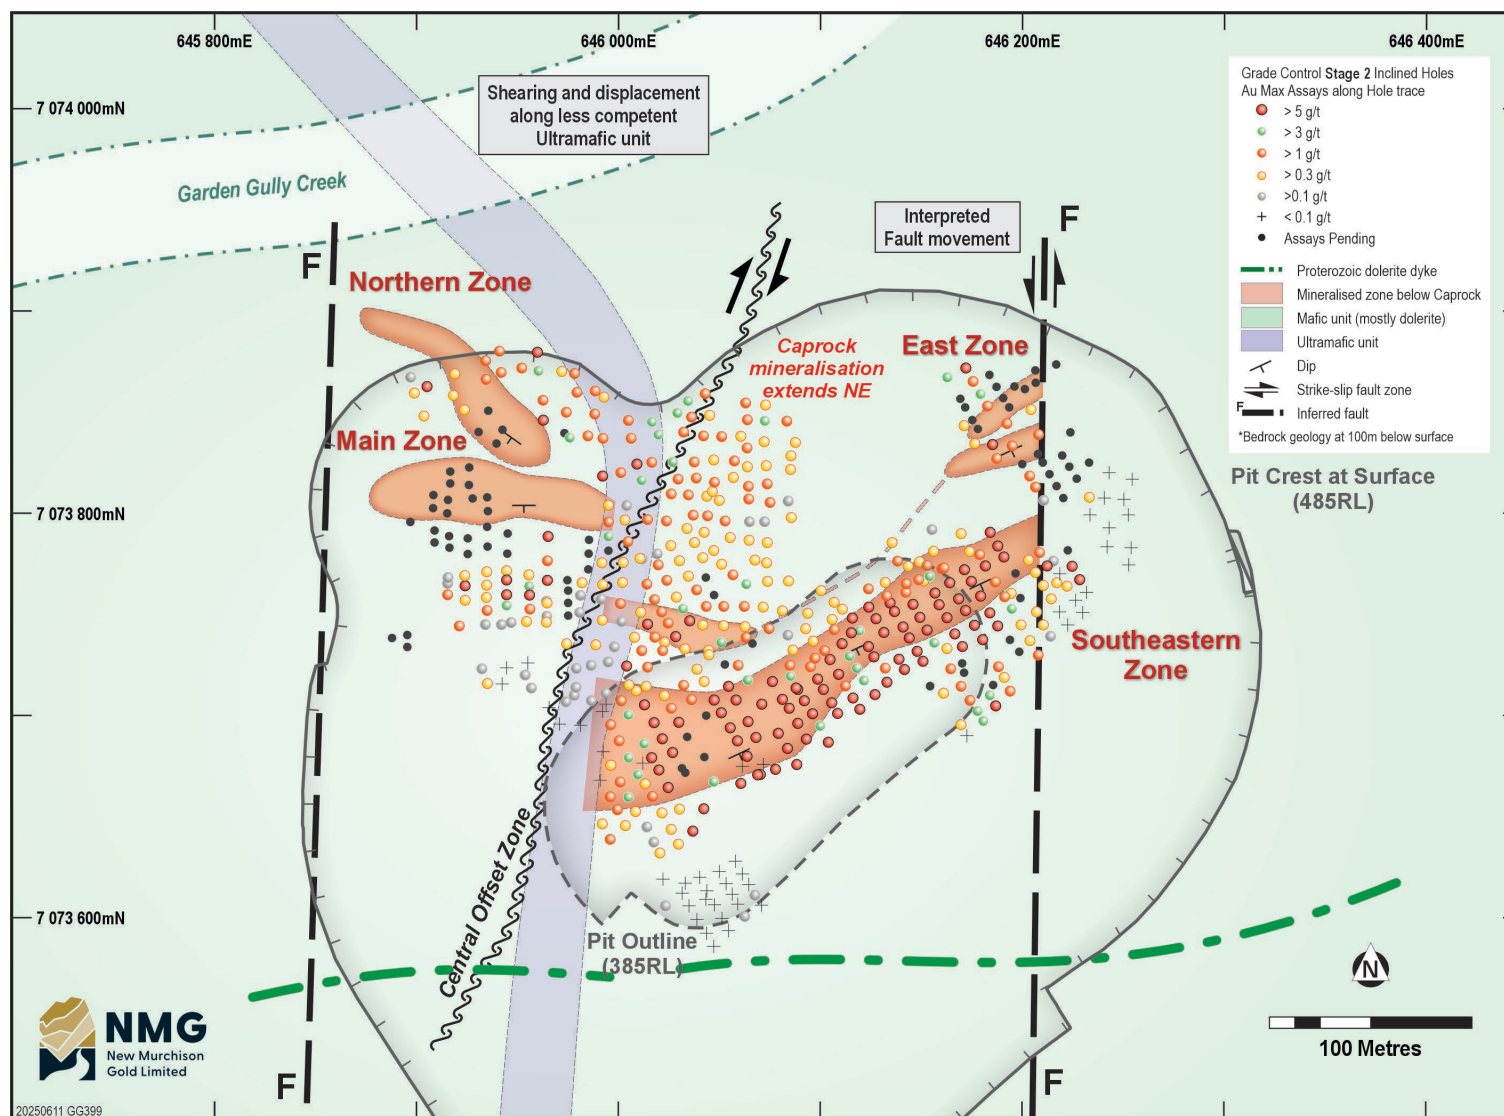 645 800mE
646 000mE
646 200mE
646 400mE
7 074 000mN
7 073 800mN
7 073 600mN
Shearing and displacement
along less competent
Ultramafic unit
Garden Gully Creek
Interpreted
Fault movement
F
F
F
F
Northern Zone
Main Zone
Caprock
mineralisation
extends NE
East Zone
Southeastern
Zone
Central Offset Zone
Pit Outline
(385RL)
Pit Crest at Surface
(485RL)
Grade Control Stage 2 Inclined Holes
Au Max Assays along Hole trace
> 5 g/t
> 3 g/t
> 1 g/t
> 0.3 g/t
>0.1 g/t
< 0.1 g/t
Assays Pending
Proterozoic dolerite dyke
Mineralised zone below Caprock
Mafic unit (mostly dolerite)
Ultramafic unit
Dip
Strike-slip fault zone
F
Inferred fault
*Bedrock geology at 100m below surface
N
100 Metres
NMG
New Murchison
Gold Limited
20250611 GG399